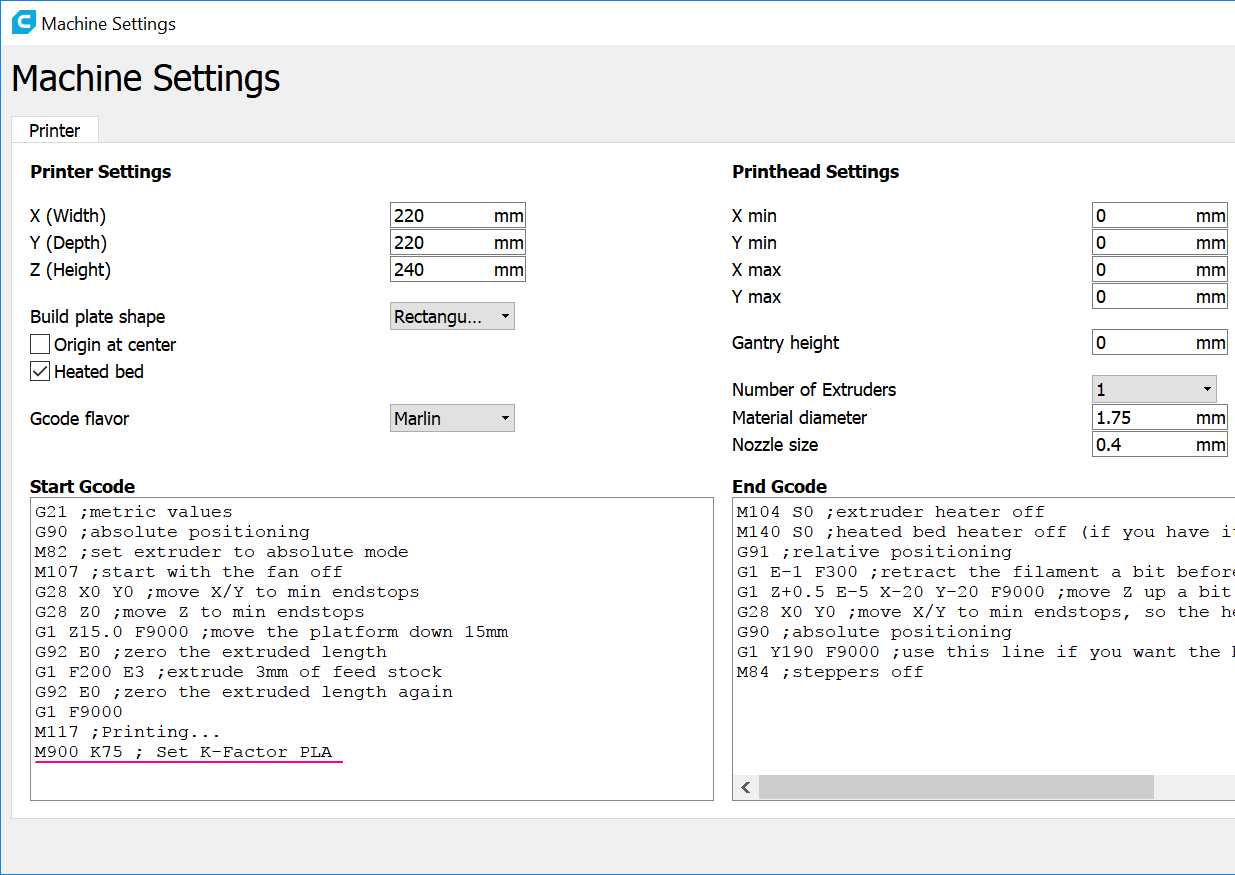 Machine Settings
Machine Settings
Printer
Printer Settings
X (Width) 220 mm
Y (Depth) 220 mm
Z (Height) 240 mm
Build plate shape Rectangu...
Origin at center
Heated bed
Gcode flavor Marlin
Printhead Settings
X min 0 mm
Y min 0 mm
X max 0 mm
Y max 0 mm
Gantry height 0 mm
Number of Extruders 1
Material diameter 1.75 mm
Nozzle size 0.4 mm
Start Gcode
G21 ;metric values
G90 ;absolute positioning
M82 ;set extruder to absolute mode
M107 ;start with the fan off
G28 X0 Y0 ;move X/Y to min endstops
G28 Z0 ;move Z to min endstops
G1 Z15.0 F9000 ;move the platform down 15mm
G92 E0 ;zero the extruded length
G1 F200 E3 ;extrude 3mm of feed stock
G92 E0 ;zero the extruded length again
G1 F9000
M117 ;Printing...
M900 K75 ; Set K-Factor PLA
End Gcode
M104 S0 ;extruder heater off
M140 S0 ;heated bed heater off (if you have
G91 ;relative positioning
G1 E-1 F300 ;retract the filament a bit before
G1 Z+0.5 E-5 X-20 Y-20 F9000 ;move Z up a bit
G28 X0 Y0 ;move X/Y to min endstops, so the
G90 ;absolute positioning
G1 Y190 F9000 ;use this line if you want the
M84 ;steppers off